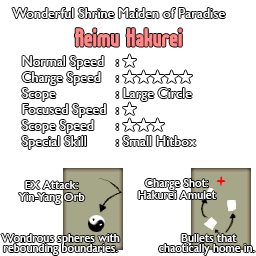 Wonderful Shrine Maiden of Paradise
Reimu Hakurei
Normal Speed : ☆
Charge Speed : ☆☆☆☆☆
Scope : Large Circle
Focused Speed : ☆
Scope Speed : ☆☆☆
Special Skill : Small Hitbox
EX Attack:
Yin-Yang Orb
Wondrous spheres with
rebounding boundaries.
Charge Shot:
Hakurei Amulet
Bullets that
chaotically home in.